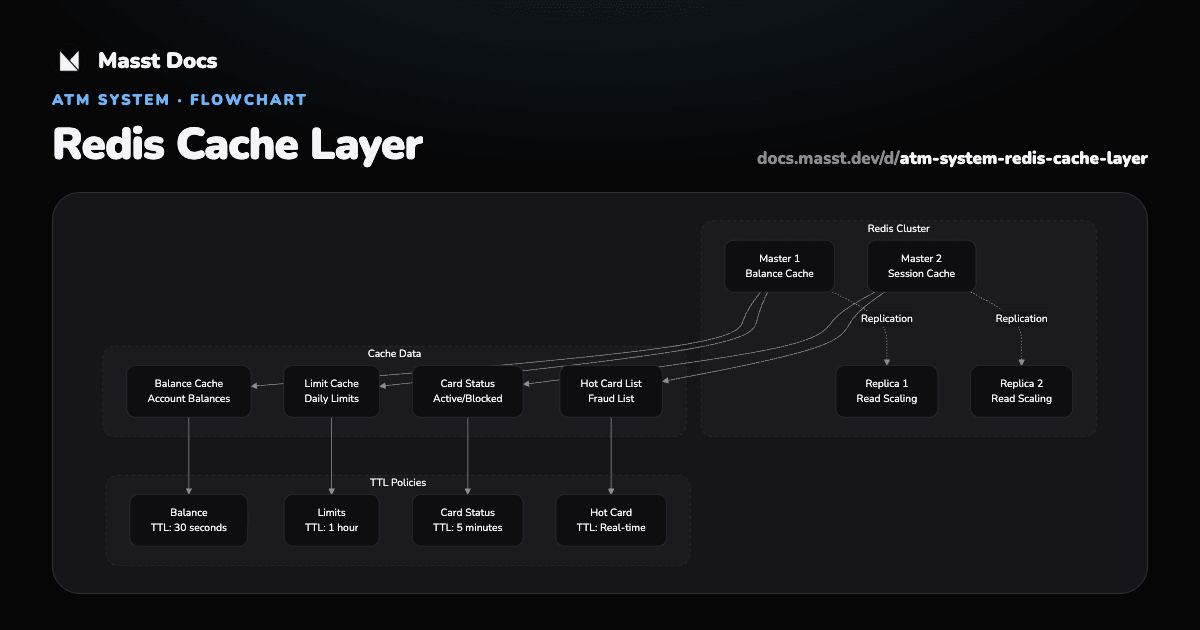 Masst Docs
ATM SYSTEM · FLOWCHART
Redis Cache Layer
docs.masst.dev/d/atm-system-redis-cache-layer
Redis Cluster
Master 1
Balance Cache
Master 2
Session Cache
Replication
Replication
Replica 1
Read Scaling
Replica 2
Read Scaling
Cache Data
Balance Cache
Account Balances
Limit Cache
Daily Limits
Card Status
Active/Blocked
Hot Card List
Fraud List
TTL Policies
Balance
TTL: 30 seconds
Limits
TTL: 1 hour
Card Status
TTL: 5 minutes
Hot Card
TTL: Real-time